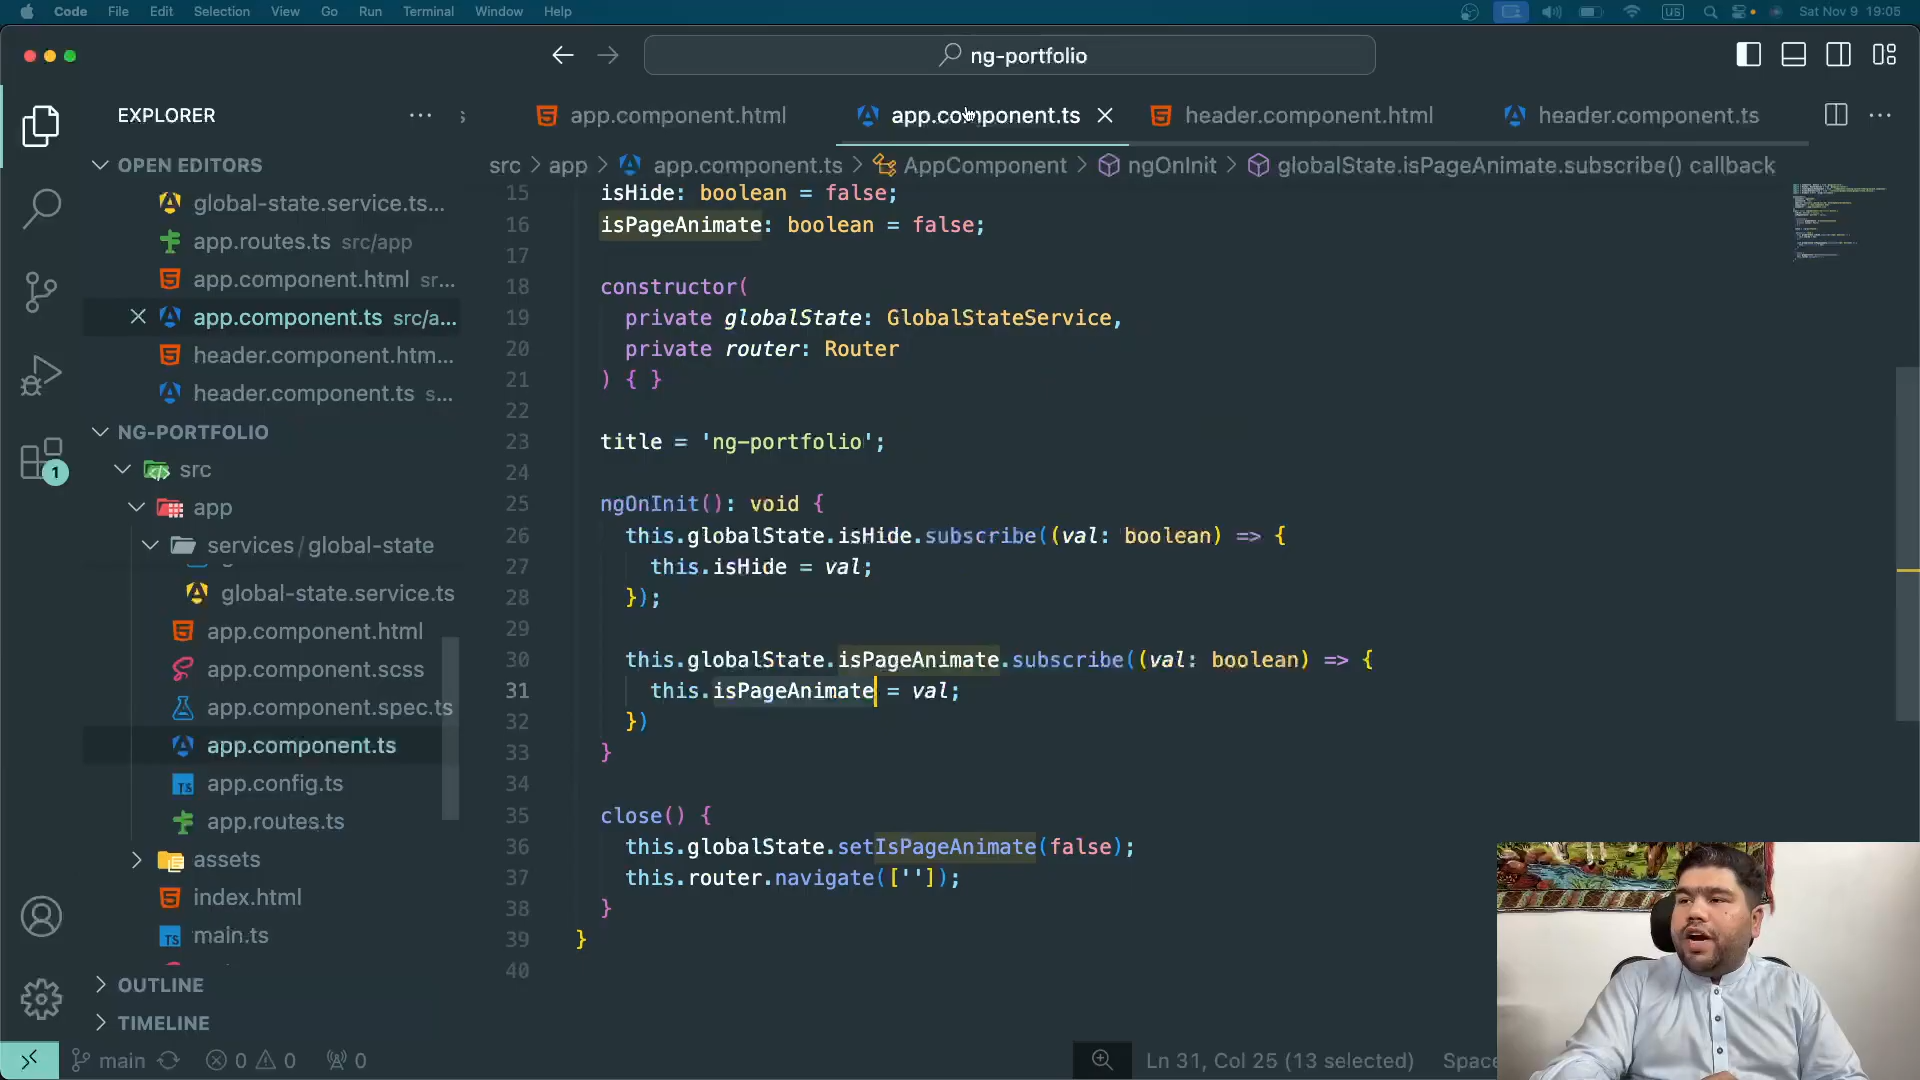 Code File Edit Selection View Go Run Terminal Window Help US Sat Nov 9 19:05
ng-portfolio
EXPLORER
s app.component.html app.component.ts header.component.html header.component.ts
OPEN EDITORS
src > app > app.component.ts > AppComponent > ngOnInit > globalState.isPageAnimate.subscribe() callback
global-state.service.ts...
app.routes.ts src/app
app.component.html sr...
app.component.ts src/a...
header.component.htm...
header.component.ts s...
NG-PORTFOLIO
src
app
services / global-state
global-state.service.ts
app.component.html
app.component.scss
app.component.spec.ts
app.component.ts
app.config.ts
app.routes.ts
assets
index.html
main.ts
OUTLINE
TIMELINE
1
15 isHide: boolean = false;
16 isPageAnimate: boolean = false;
17
18 constructor(
19 private globalState: GlobalStateService,
20 private router: Router
21 ) { }
22
23 title = 'ng-portfolio';
24
25 ngOnInit(): void {
26 this.globalState.isHide.subscribe((val: boolean) => {
27 this.isHide = val;
28 });
29
30 this.globalState.isPageAnimate.subscribe((val: boolean) => {
31 this.isPageAnimate = val;
32 })
33 }
34
35 close() {
36 this.globalState.setIsPageAnimate(false);
37 this.router.navigate(['']);
38 }
39 }
40
main 0 0 0 Ln 31, Col 25 (13 selected) Space